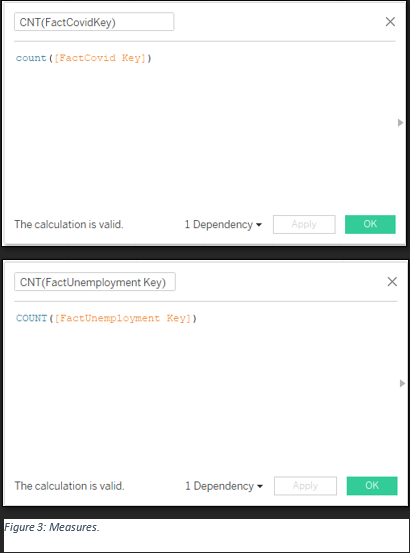 CNT(FactCovidKey)
count([FactCovid Key])
The calculation is valid.
1 Dependency
Apply
OK
CNT(FactUnemployment Key)
COUNT([FactUnemployment Key])
The calculation is valid.
1 Dependency
Apply
OK
Figure 3: Measures.